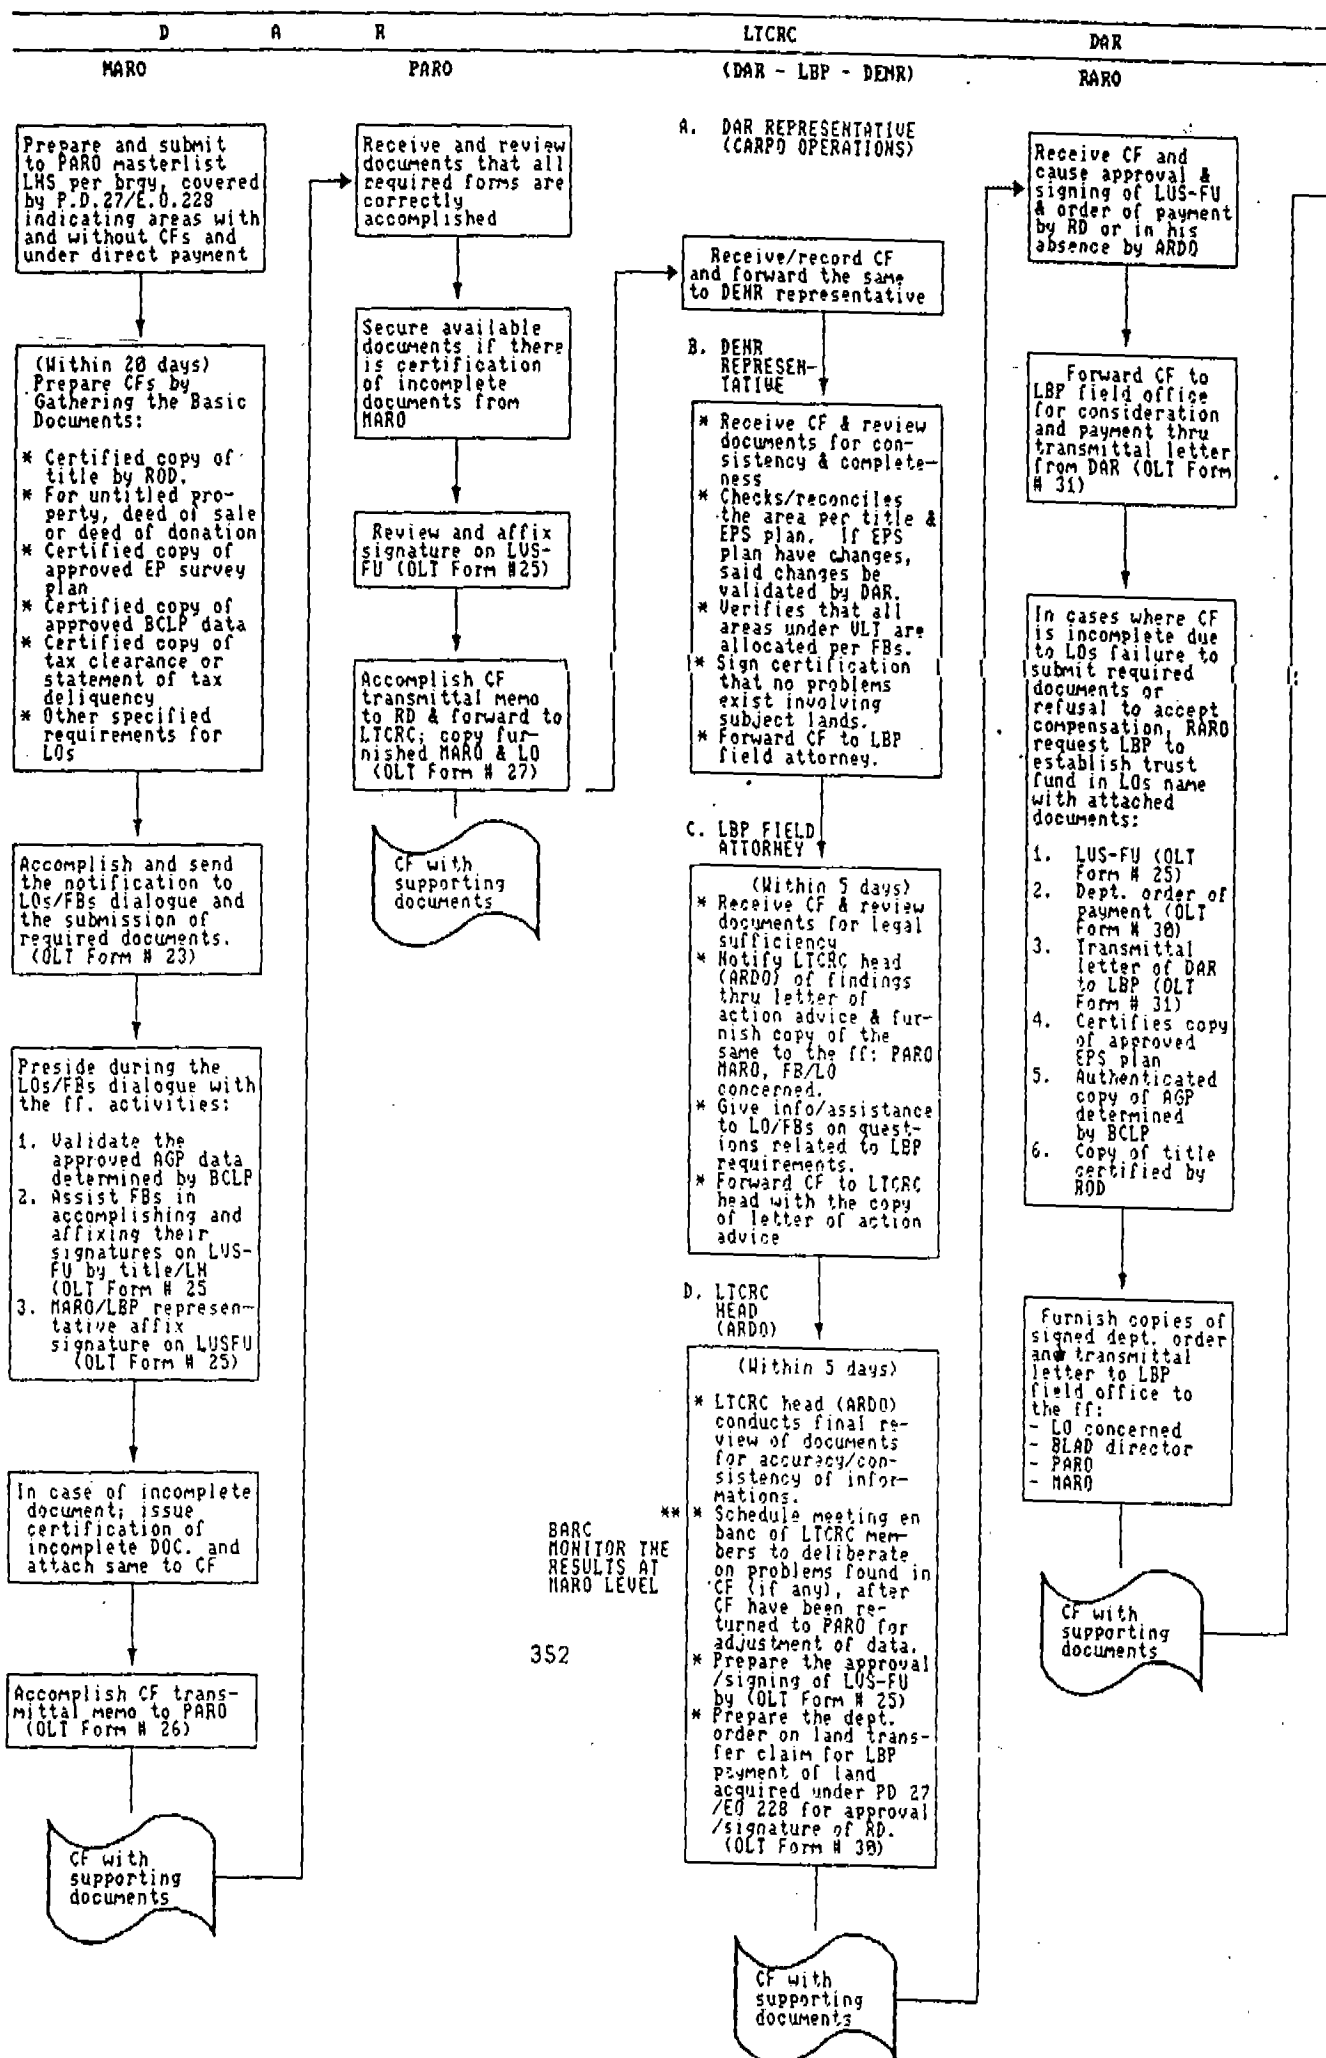 D A R
LTCRC
DAR
MARO
PARO
(DAR - LBP - DENR)
RARO
Prepare and submit
to PARO masterlist
LHS per brgy, covered
by P.D.27/E.O.228
indicating areas with
and without CFs and
under direct payment
(Within 20 days)
Prepare CFs by
Gathering the Basic
Documents:
* Certified copy of
title by ROD.
* For untitled pro-
perty, deed of sale
or deed of donation
* Certified copy of
approved EP survey
plan
* Certified copy of
approved BCLP data
* Certified copy of
tax clearance or
statement of tax
deliquency
* Other specified
requirements for
LOs
Accomplish and send
the notification to
LOs/FBs dialogue and
the submission of
required documents.
(OLT Form # 23)
Preside during the
LOs/FBs dialogue with
the ff. activities:
1. Validate the
approved AGP data
determined by BCLP
2. Assist FBs in
accomplishing and
affixing their
signatures on LVS-
FU by title/LH
(OLT Form # 25
3. MARO/LBP represen-
tative affix
signature on LUSFU
(OLT Form # 25)
In case of incomplete
document; issue
certification of
incomplete DOC. and
attach same to CF
Accomplish CF trans-
mittal memo to PARO
(OLT Form # 26)
CF with
supporting
documents
Receive and review
documents that all
required forms are
correctly
accomplished
Secure available
documents if there
is certification
of incomplete
documents from
MARO
Review and affix
signature on LVS-
FU (OLT Form #25)
Accomplish CF
transmittal memo
to RD & forward to
LTCRC; copy fur-
nished MARO & LO
(OLT Form # 27)
CF with
supporting
documents
A. DAR REPRESENTATIVE
(CARPO OPERATIONS)
Receive/record CF
and forward the same
to DENR representative
B. DENR
REPRESEN-
TATIVE
* Receive CF & review
documents for con-
sistency & complete-
ness
* Checks/reconciles
the area per title &
EPS plan. If EPS
plan have changes,
said changes be
validated by DAR.
* Verifies that all
areas under VLT are
allocated per FBs.
* Sign certification
that no problems
exist involving
subject lands.
* Forward CF to LBP
field attorney.
C. LBP FIELD
ATTORNEY
(Within 5 days)
* Receive CF & review
documents for legal
sufficiency
* Notify LTCRC head
(ARDO) of findings
thru letter of
action advice & fur-
nish copy of the
same to the ff: PARO
MARO, FB/LO
concerned.
* Give info/assistance
to LO/FBs on quest-
ions related to LBP
requirements.
* Forward CF to LTCRC
head with the copy
of letter of action
advice
D. LTCRC
HEAD
(ARDO)
(Within 5 days)
* LTCRC head (ARDO)
conducts final re-
view of documents
for accuracy/con-
sistency of infor-
mations.
** * Schedule meeting en
banc of LTCRC mem-
bers to deliberate
on problems found in
CF (if any), after
CF have been re-
turned to PARO for
adjustment of data.
* Prepare the approval
/signing of LVS-FU
by (OLT Form # 25)
* Prepare the dept.
order on land trans-
fer claim for LBP
payment of land
acquired under PD 27
/EO 228 for approval
/signature of RD.
(OLT Form # 30)
BARC
MONITOR THE
RESULTS AT
MARO LEVEL
352
CF with
supporting
documents
Receive CF and
cause approval &
signing of LUS-FU
& order of payment
by RD or in his
absence by ARDO
Forward CF to
LBP field office
for consideration
and payment thru
transmittal letter
from DAR (OLT Form
# 31)
In cases where CF
is incomplete due
to LOs failure to
submit required
documents or
refusal to accept
compensation, RARO
request LBP to
establish trust
fund in LOs name
with attached
documents:
1. LUS-FU (OLT
Form # 25)
2. Dept. order of
payment (OLT
Form # 30)
3. Transmittal
letter of DAR
to LBP (OLT
Form # 31)
4. Certifies copy
of approved
EPS plan
5. Authenticated
copy of AGP
determined
by BCLP
6. Copy of title
certified by
ROD
Furnish copies of
signed dept. order
and transmittal
letter to LBP
field office to
the ff:
- LO concerned
- BLAD director
- PARO
- MARO
CF with
supporting
documents